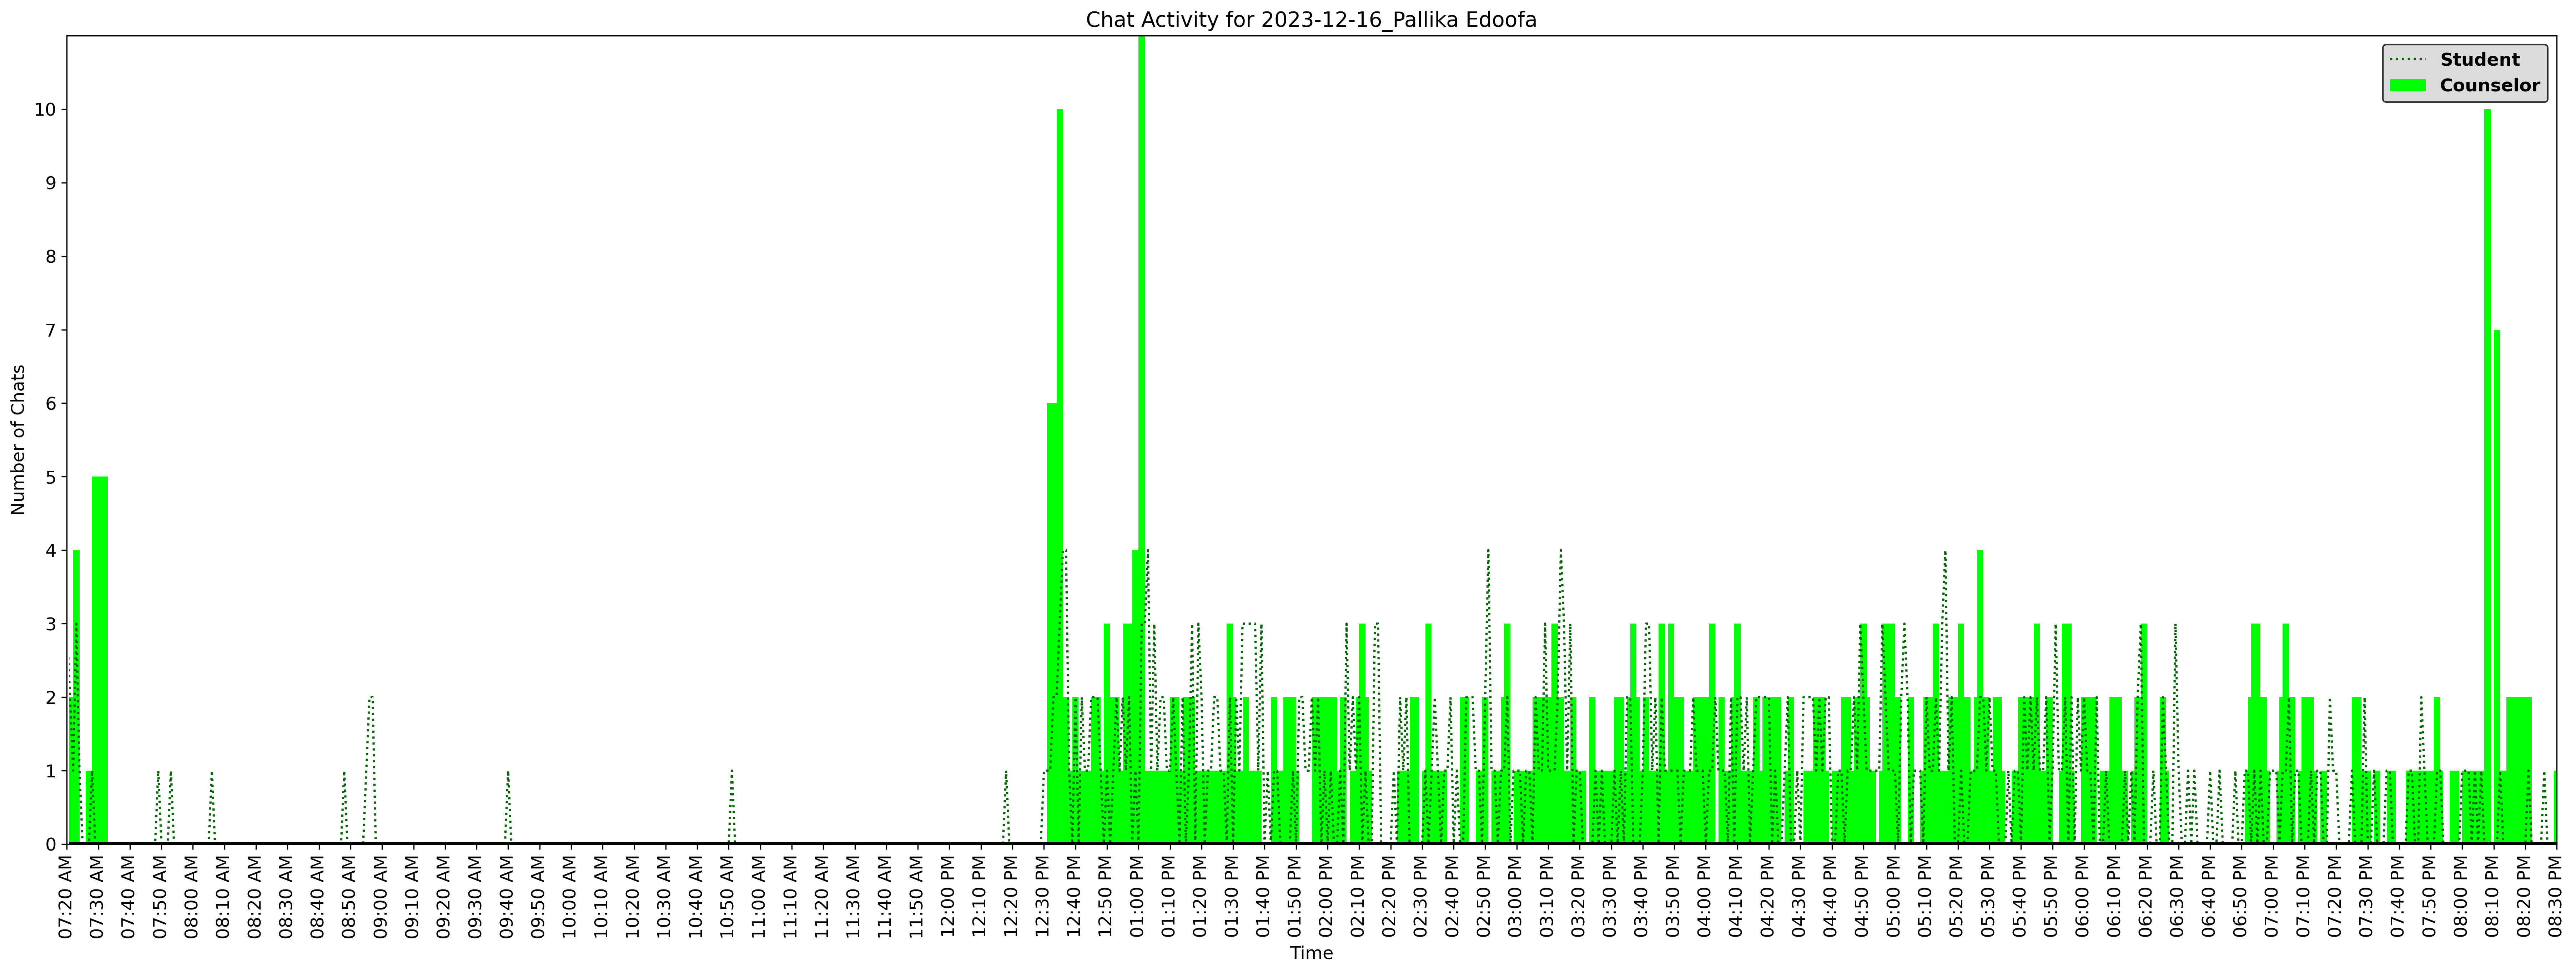 Chat Activity for 2023-12-16_Pallika Edoofa
Student
Counselor
Number of Chats
10
9
8
7
6
5
4
3
2
1
0
07:20 AM
07:30 AM
07:40 AM
07:50 AM
08:00 AM
08:10 AM
08:20 AM
08:30 AM
08:40 AM
08:50 AM
09:00 AM
09:10 AM
09:20 AM
09:30 AM
09:40 AM
09:50 AM
10:00 AM
10:10 AM
10:20 AM
10:30 AM
10:40 AM
10:50 AM
11:00 AM
11:10 AM
11:20 AM
11:30 AM
11:40 AM
11:50 AM
12:00 PM
12:10 PM
12:20 PM
12:30 PM
12:40 PM
12:50 PM
01:00 PM
01:10 PM
01:20 PM
01:30 PM
01:40 PM
01:50 PM
02:00 PM
02:10 PM
02:20 PM
02:30 PM
02:40 PM
02:50 PM
03:00 PM
03:10 PM
03:20 PM
03:30 PM
03:40 PM
03:50 PM
04:00 PM
04:10 PM
04:20 PM
04:30 PM
04:40 PM
04:50 PM
05:00 PM
05:10 PM
05:20 PM
05:30 PM
05:40 PM
05:50 PM
06:00 PM
06:10 PM
06:20 PM
06:30 PM
06:40 PM
06:50 PM
07:00 PM
07:10 PM
07:20 PM
07:30 PM
07:40 PM
07:50 PM
08:00 PM
08:10 PM
08:20 PM
08:30 PM
Time